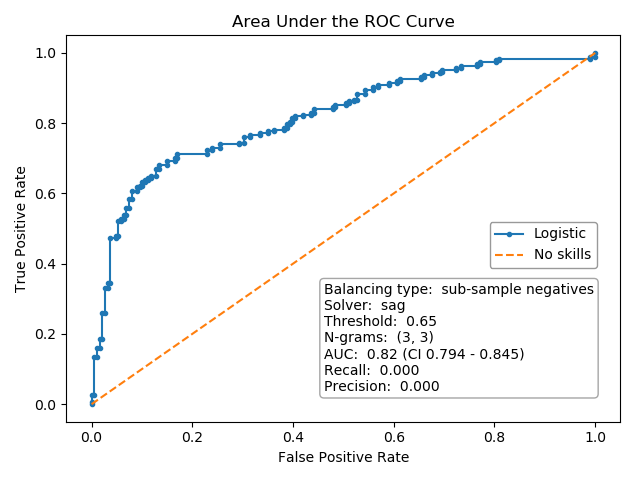 Area Under the ROC Curve
True Positive Rate
1.0
0.8
0.6
0.4
0.2
0.0
Logistic
No skills
Balancing type:  sub-sample negatives
Solver:  sag
Threshold:  0.65
N-grams:  (3, 3)
AUC:  0.82 (CI 0.794 - 0.845)
Recall:  0.000
Precision:  0.000
0.0 0.2 0.4 0.6 0.8 1.0
False Positive Rate